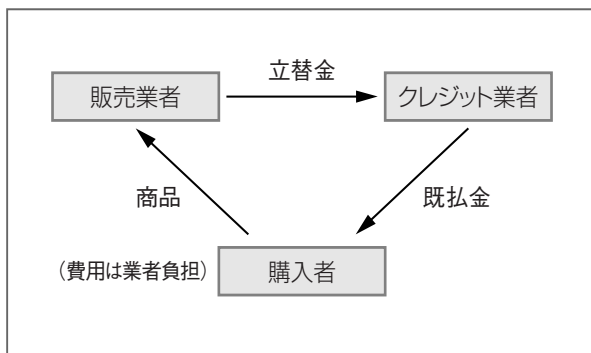 立替金
販売業者
クレジット業者
商品
既払金
(費用は業者負担)
購入者